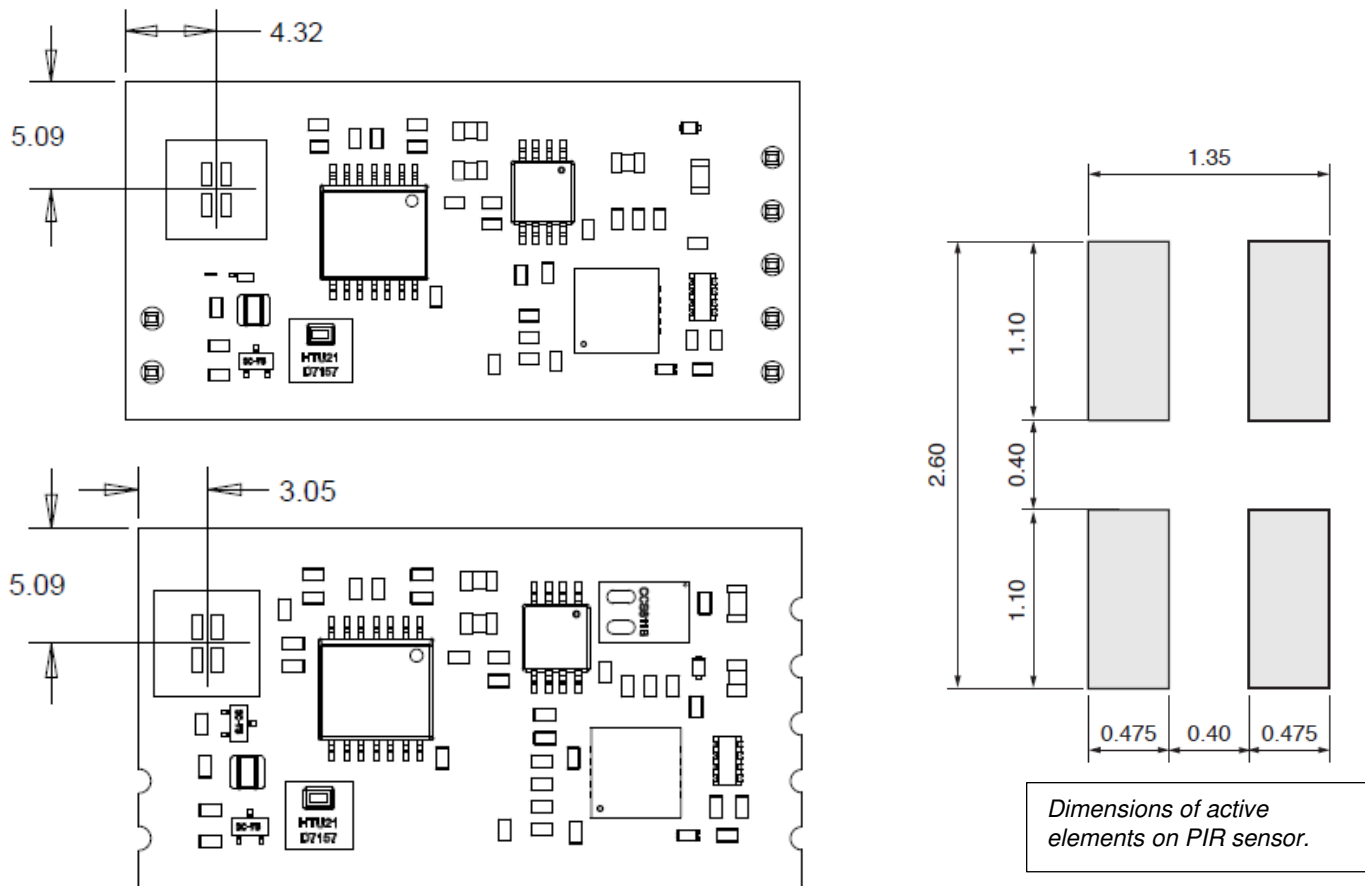 4.32
5.09
HTU21
D7157
3.05
5.09
CCS811B
HTU21
D7157
1.35
2.60
1.10
0.40
1.10
0.475
0.40
0.475
Dimensions of active
elements on PIR sensor.